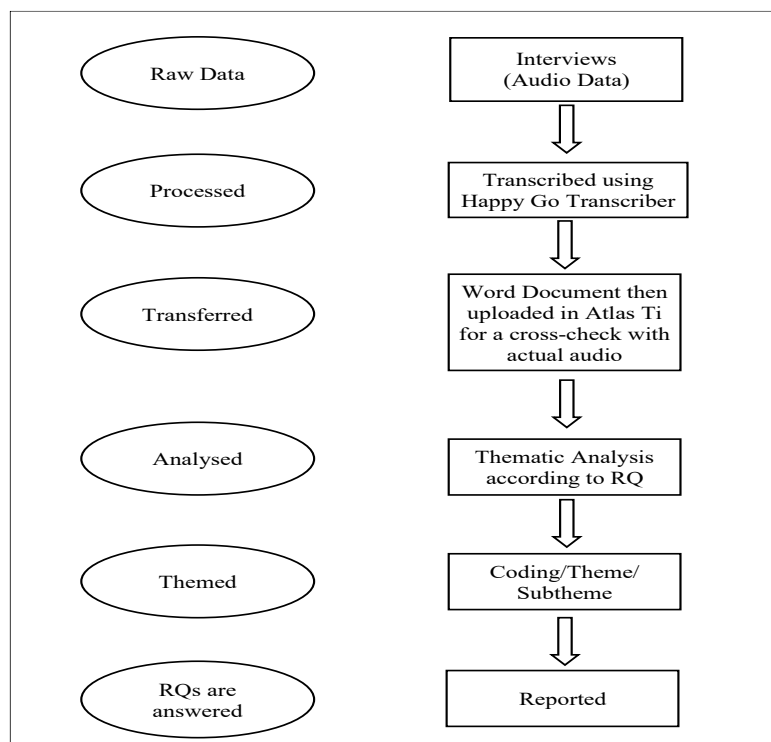 Raw Data
Interviews
(Audio Data)
Processed
Transcribed using
Happy Go Transcriber
Transferred
Word Document then
uploaded in Atlas Ti
for a cross-check with
actual audio
Analysed
Thematic Analysis
according to RQ
Themed
Coding/Theme/
Subtheme
RQs are
answered
Reported